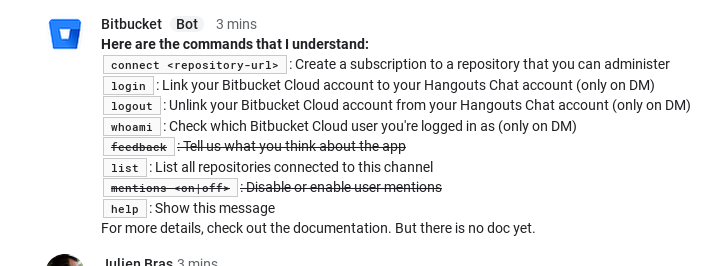 Bitbucket Bot 3 mins
Here are the commands that I understand:
connect <repository-url> : Create a subscription to a repository that you can administer
login : Link your Bitbucket Cloud account to your Hangouts Chat account (only on DM)
logout : Unlink your Bitbucket Cloud account from your Hangouts Chat account (only on DM)
whoami : Check which Bitbucket Cloud user you're logged in as (only on DM)
feedback : Tell us what you think about the app
list : List all repositories connected to this channel
mentions <on|off> : Disable or enable user mentions
help : Show this message
For more details, check out the documentation. But there is no doc yet.
Julien Bras 3 mins